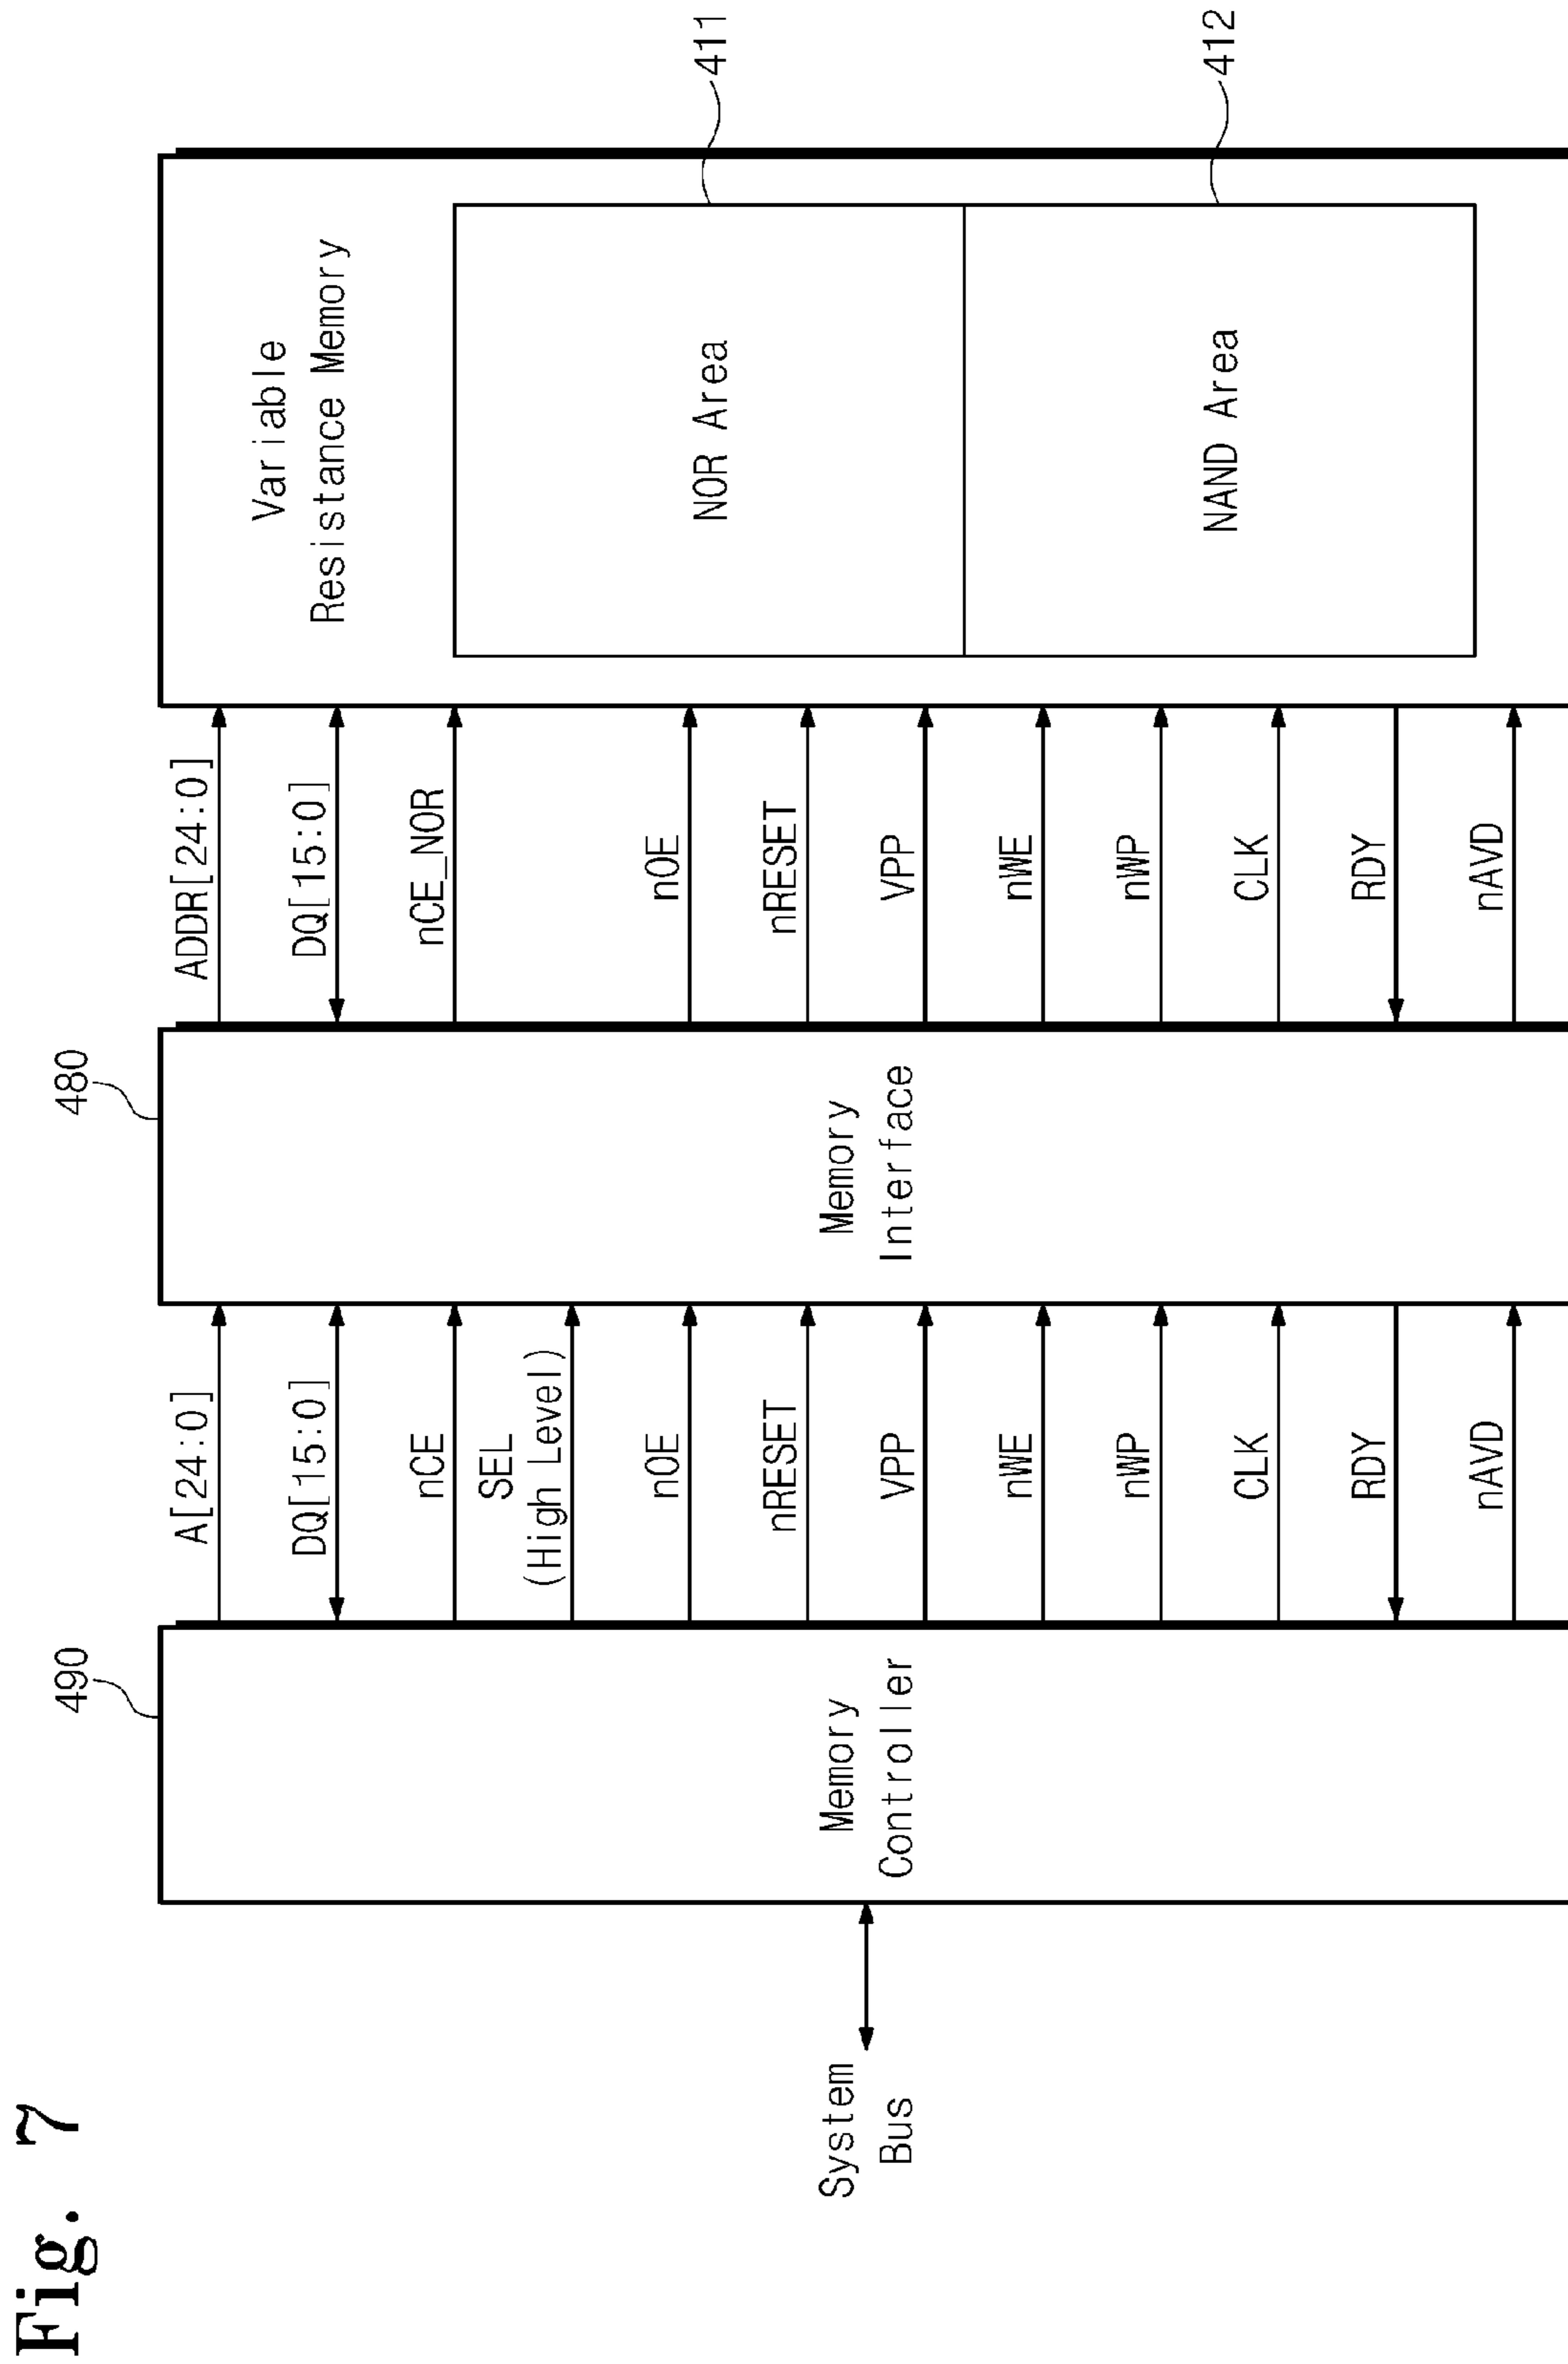 Fig. 7
490
480
System
Bus
Memory
Controller
A[24:0]
DQ[15:0]
nCE
SEL
(High Level)
nOE
nRESET
VPP
nWE
nWP
CLK
RDY
nAVD
Memory
Interface
ADDR[24:0]
DQ[15:0]
nCE_NOR
nOE
nRESET
VPP
nWE
nWP
CLK
RDY
nAVD
Variable
Resistance Memory
NOR Area
NAND Area
411
412